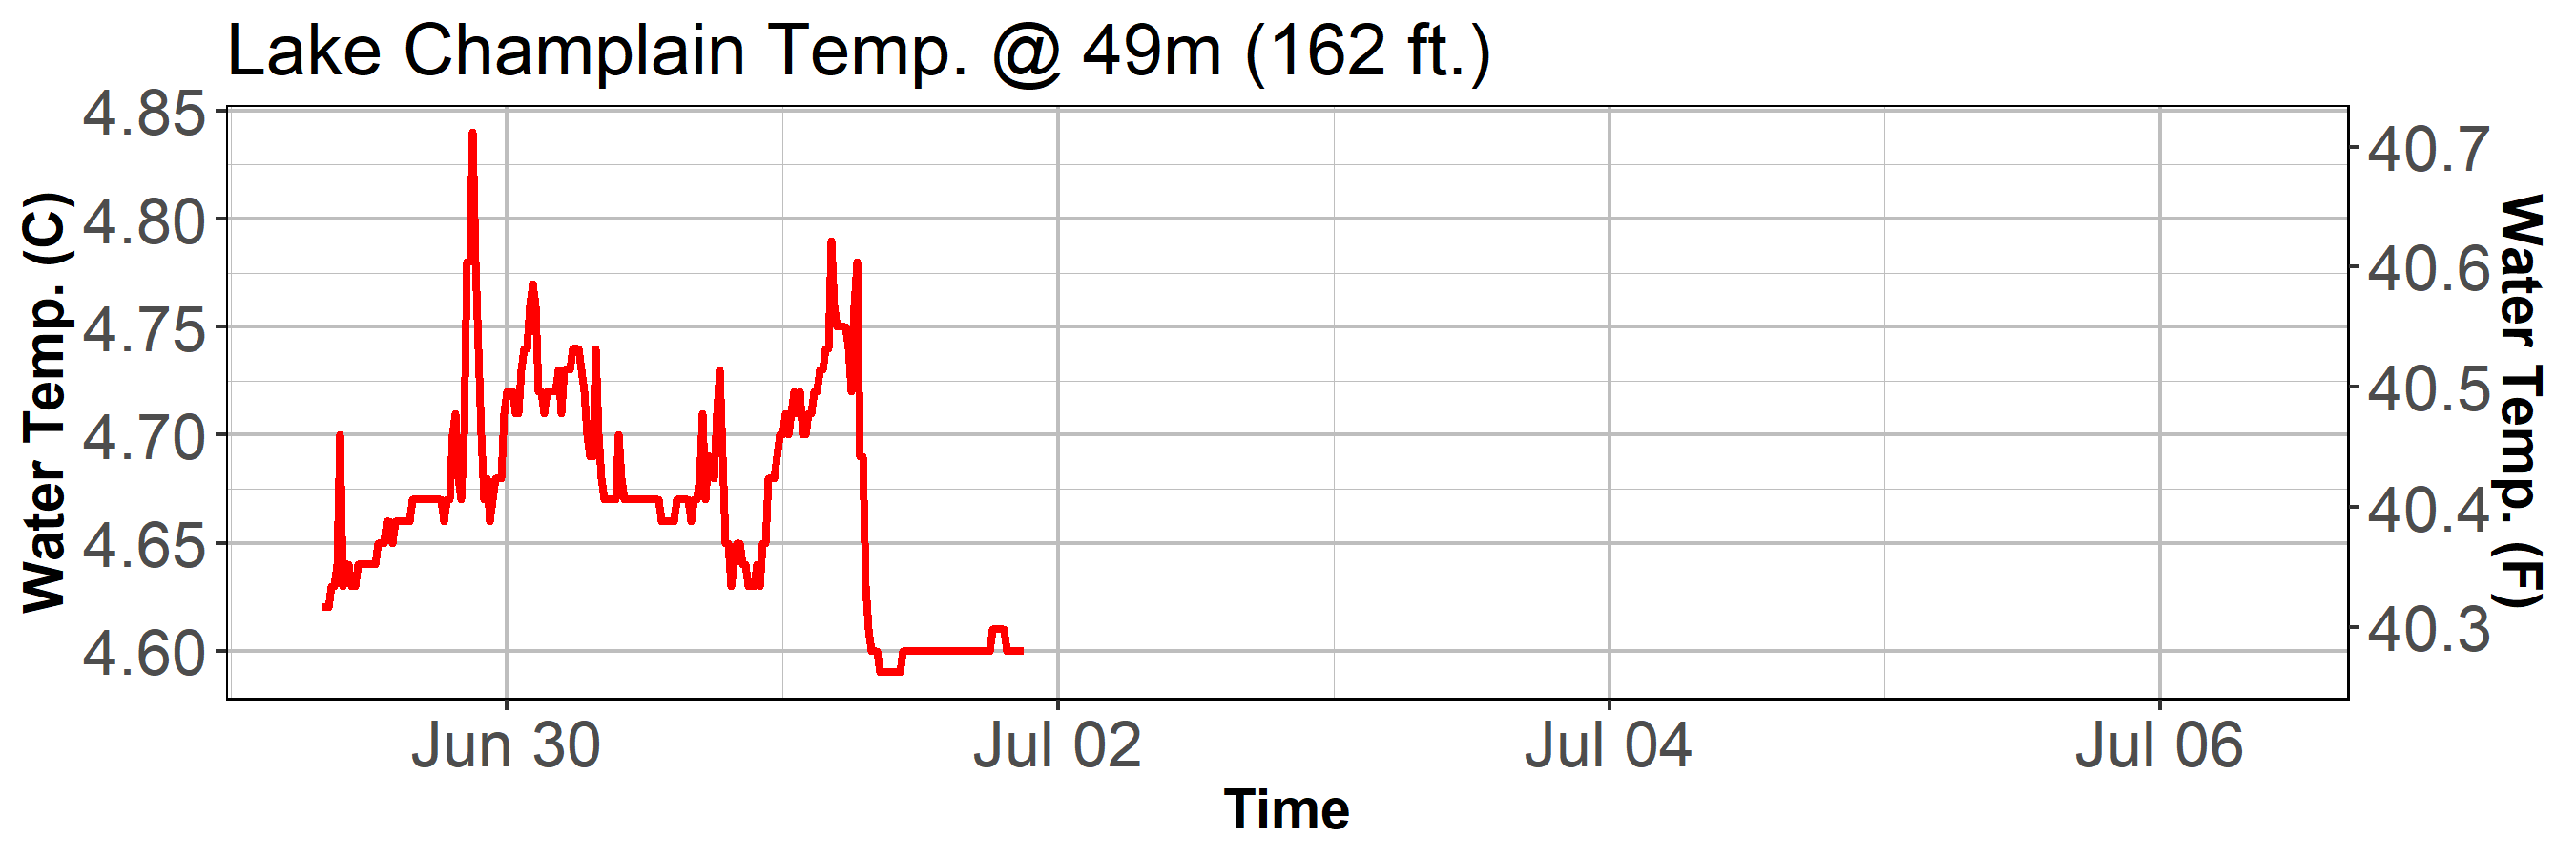 Lake Champlain Temp. @ 49m (162 ft.)
Water Temp. (C)
4.85
4.80
4.75
4.70
4.65
4.60
40.7
40.6
40.5
40.4
40.3
Water Temp. (F)
Jun 30
Jul 02
Jul 04
Jul 06
Time